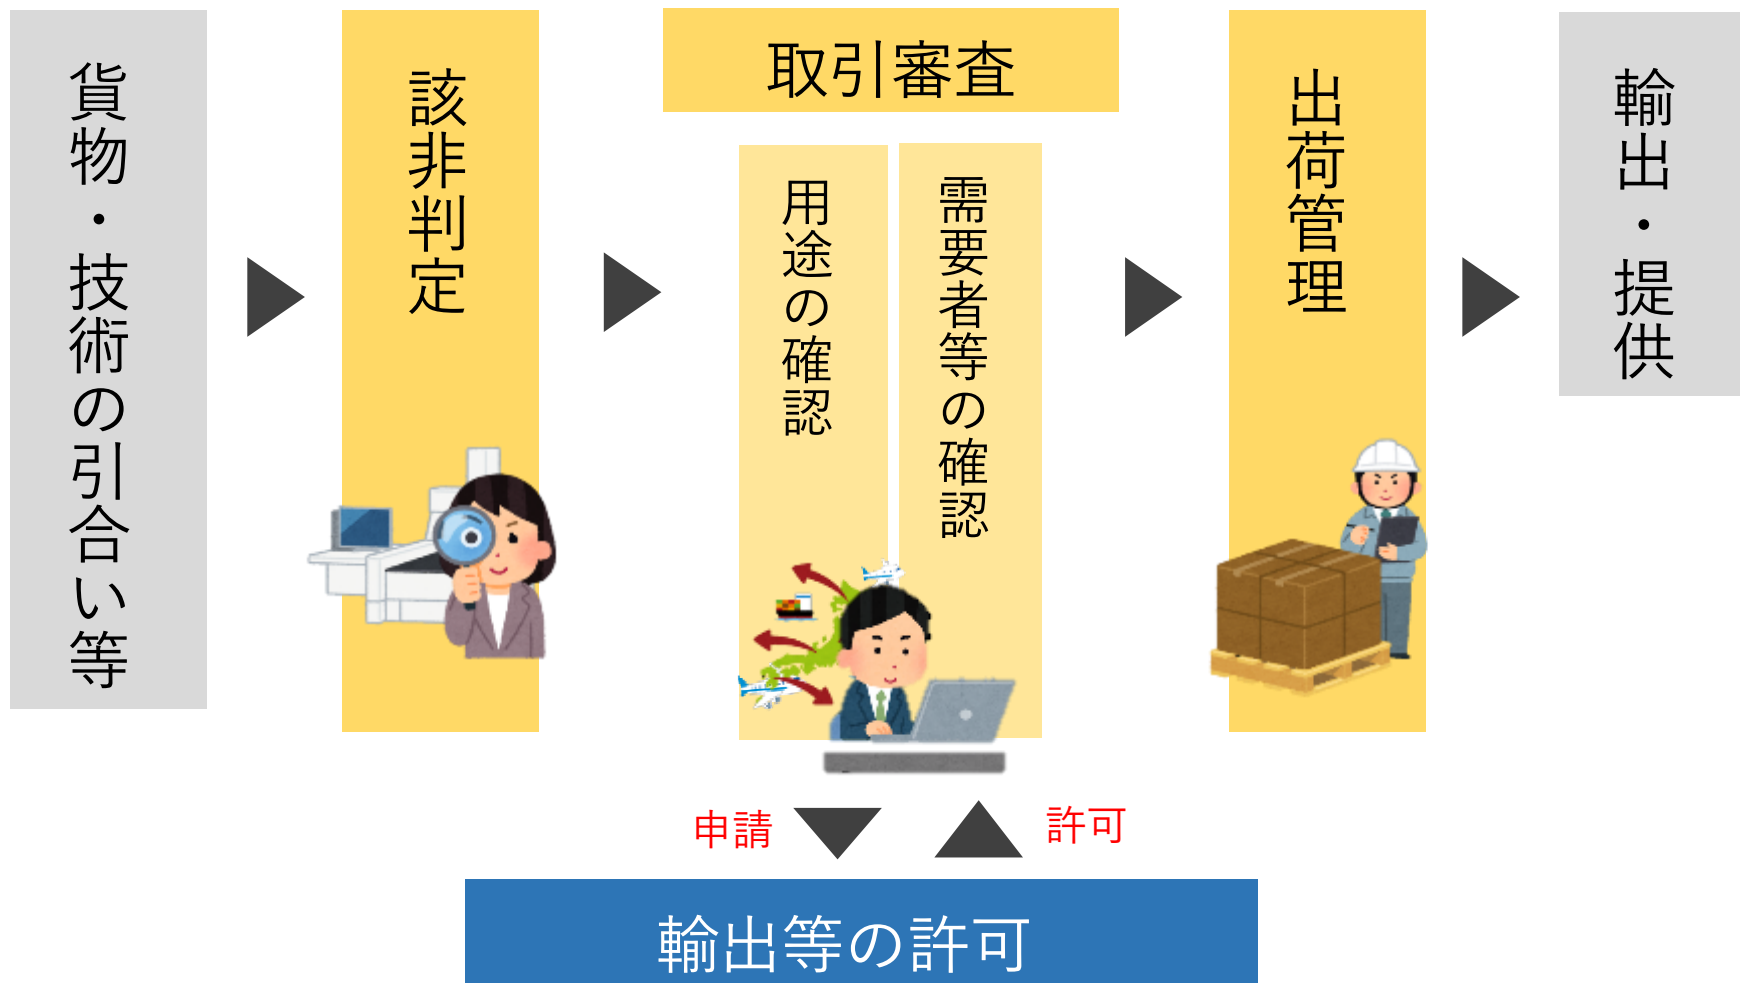 貨物・技術の引合い等
該非判定
取引審査
用途の確認
需要者等の確認
出荷管理
輸出・提供
申請
許可
輸出等の許可